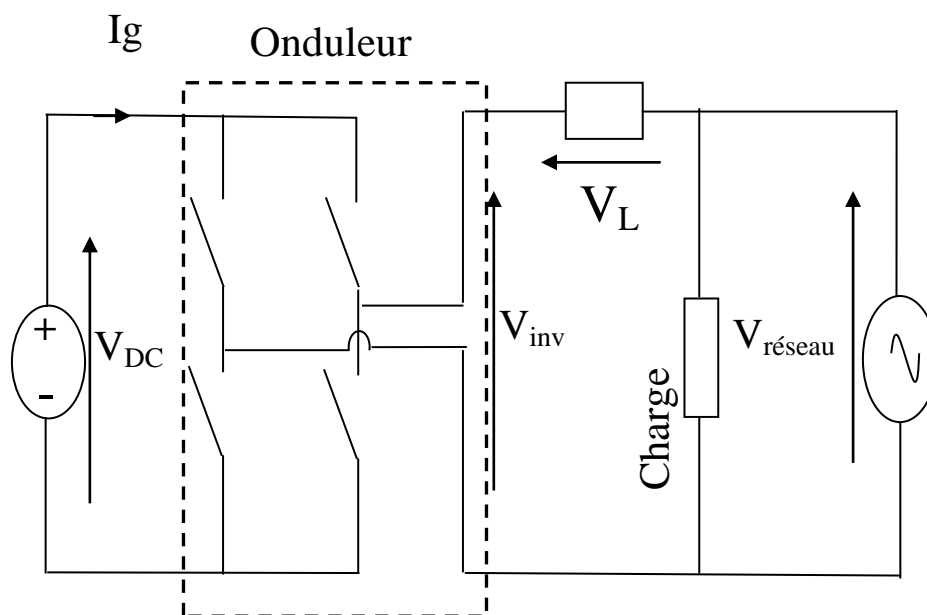 Ig
Onduleur
V_L
+
-
V_DC
V_inv
V_réseau
Charge